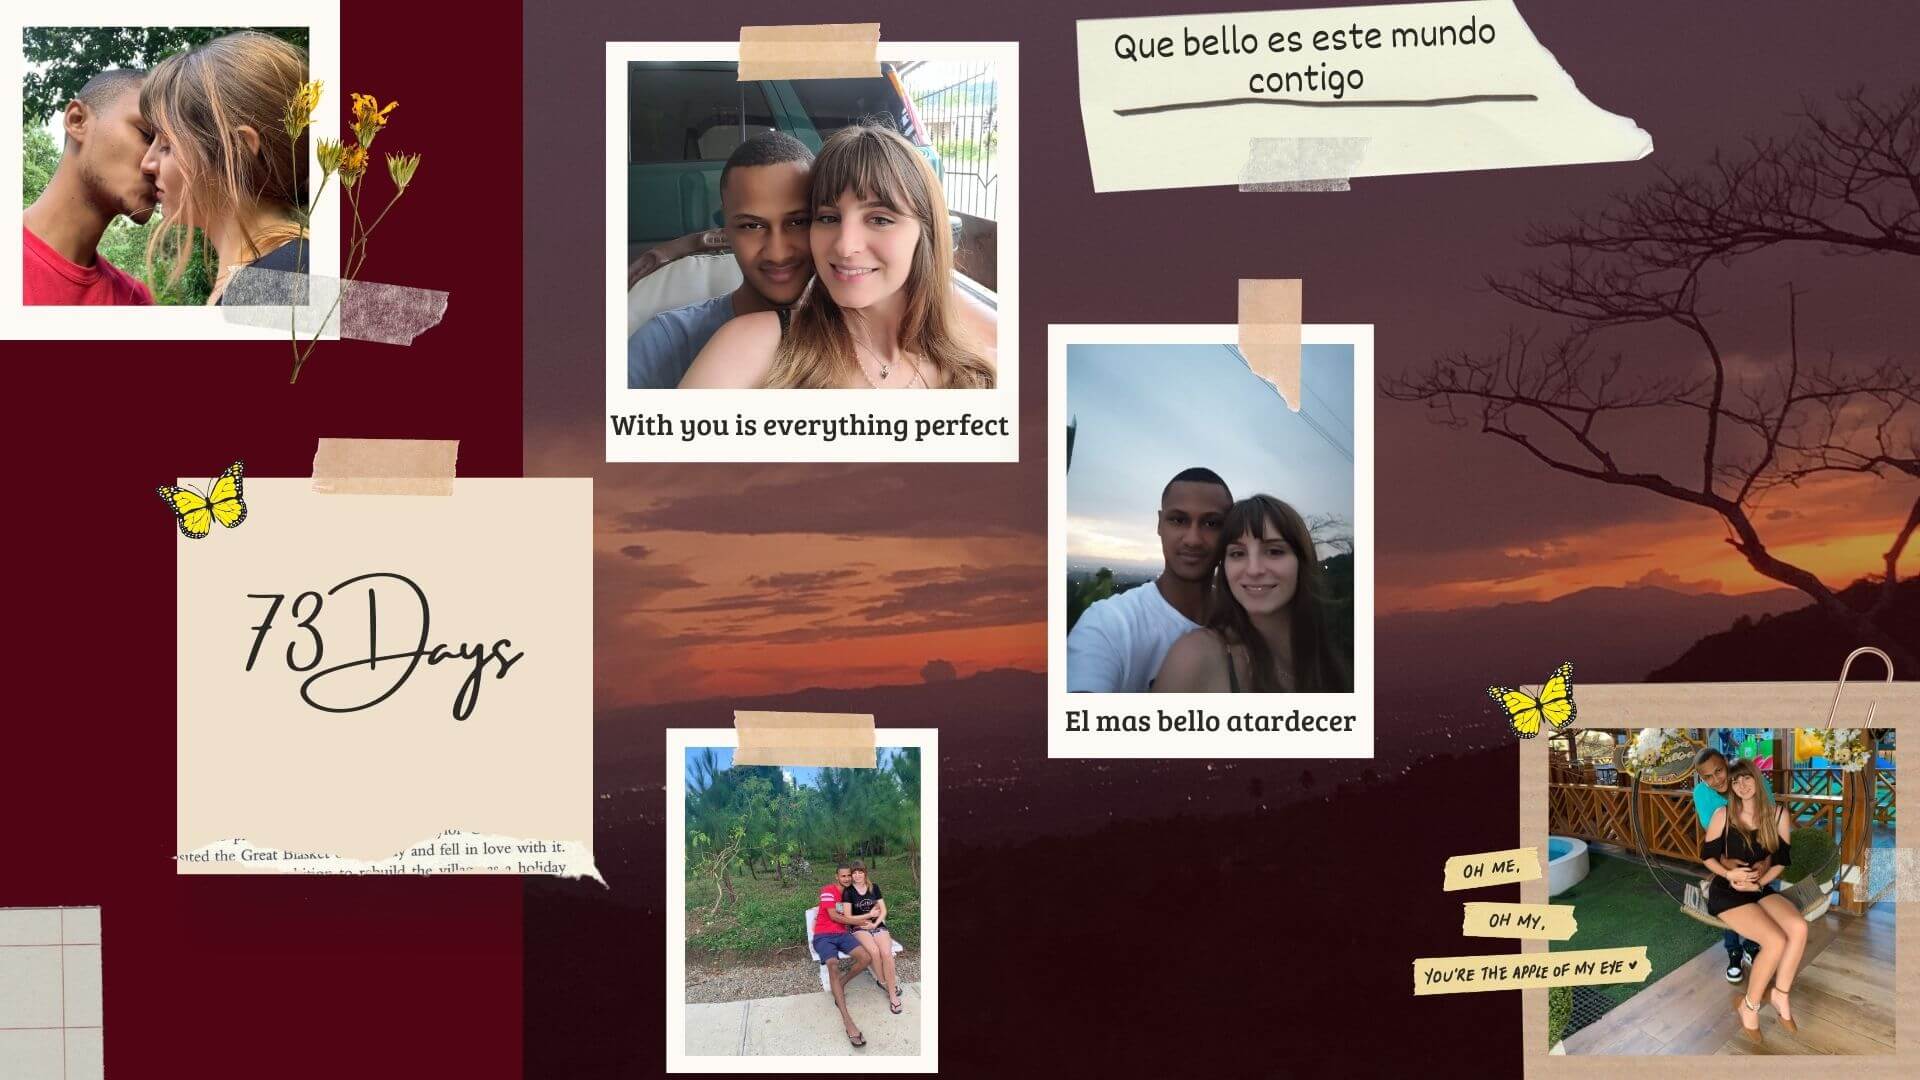 Que bello es este mundo
contigo
With you is everything perfect
73 Days
El mas bello atardecer
sited the Great Blasket
y and fell in love with it.
rebuild the
holiday
OH ME,
OH MY,
YOU'RE THE APPLE OF MY EYE ♥